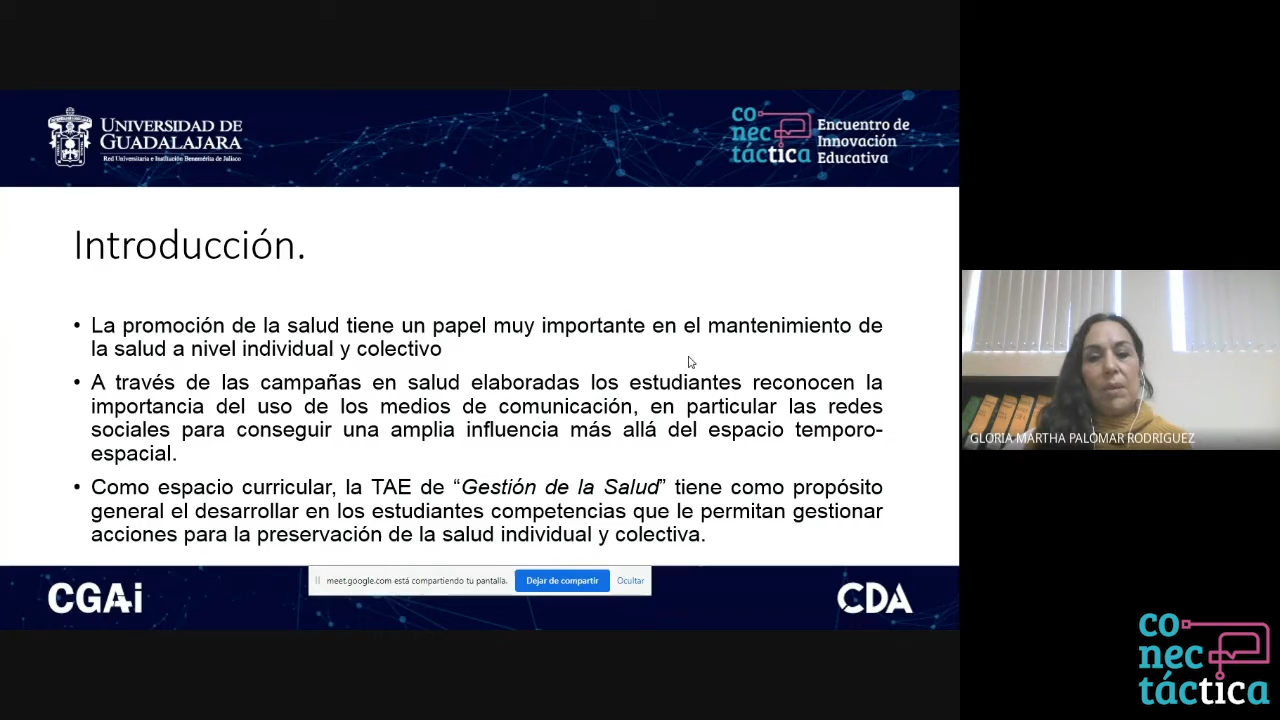 UNIVERSIDAD DE
GUADALAJARA
Red Universitaria e Institución Benemérita de Jalisco
co
nec
táctica
Encuentro de
Innovación
Educativa
Introducción.
• La promoción de la salud tiene un papel muy importante en el mantenimiento de
la salud a nivel individual y colectivo
• A través de las campañas en salud elaboradas los estudiantes reconocen la
importancia del uso de los medios de comunicación, en particular las redes
sociales para conseguir una amplia influencia más allá del espacio temporo-
espacial.
• Como espacio curricular, la TAE de “Gestión de la Salud” tiene como propósito
general el desarrollar en los estudiantes competencias que le permitan gestionar
acciones para la preservación de la salud individual y colectiva.
meet.google.com está compartiendo tu pantalla.
Dejar de compartir
Ocultar
CGAi
CDA
GLORIA MARTHA PALOMAR RODRIGUEZ
co
nec
táctica